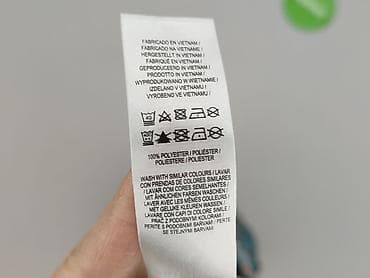 FABRICADO EN VIETNAM /
FABRICADO NA VIETNAME /
HERGESTELLT IN VIETNAM /
FABRIQUÉ EN VIETNAM /
GEPRODUCEERD IN VIETNAM /
PRODOTTO IN VIETNAM /
WYPRODUKOWANO W WIETNAMIE /
IZDELANO V VIETNAMU /
VYROBENO VE VIETNAMU /
100% POLYESTER / POLIÉSTER /
POLIESTERE / POLIESTER
WASH WITH SIMILAR COLOURS / LAVAR
CON PRENDAS DE COLORES SIMILARES
/ LAVAR COM CORES SEMELHANTES /
MIT ÄHNLICHEN FARBEN WASCHEN /
LAVER AVEC LES MÊMES COULEURS /
MET GELIJKE KLEUREN WASSEN /
LAVARE CON CAPI DI COLORE SIMILE /
PRAĆ Z PODOBNYMI KOLORAMI /
PERITE S PODOBNIMI BARVAMI / PERTE
SE STEJNÝMI BARVAMI